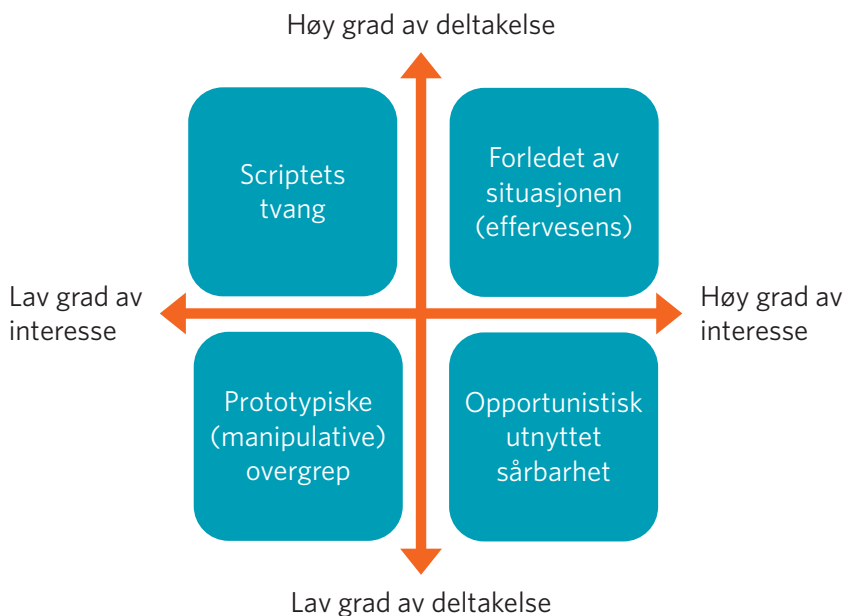 Høy grad av deltakelse
Scriptets
tvang
Forledet av
situasjonen
(effervesens)
Lav grad av
interesse
Høy grad av
interesse
Prototypiske
(manipulative)
overgrep
Opportunistisk
utnyttet
sårbarhet
Lav grad av deltakelse